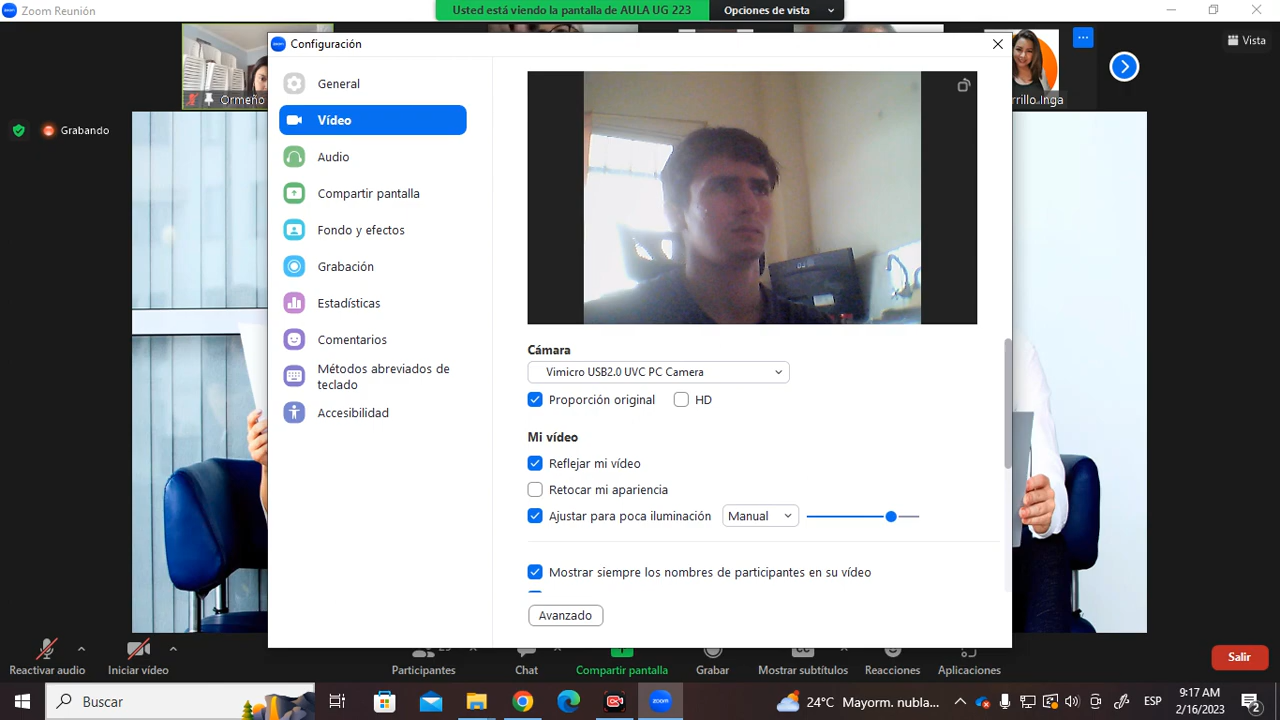 Zoom Reunión
Usted está viendo la pantalla de AULA UG 223
Opciones de vista
Ormeño
rrillo Inga
Vista
Grabando
zoom
Configuración
General
Vídeo
Audio
Compartir pantalla
Fondo y efectos
Grabación
Estadísticas
Comentarios
Métodos abreviados de
teclado
Accesibilidad
Cámara
Vimicro USB2.0 UVC PC Camera
Proporción original
HD
Mi vídeo
Reflejar mi vídeo
Retocar mi apariencia
Ajustar para poca iluminación
Manual
Mostrar siempre los nombres de participantes en su vídeo
Avanzado
Reactivar audio
Iniciar vídeo
Participantes
Chat
Compartir pantalla
Grabar
Mostrar subtítulos
Reacciones
Aplicaciones
Salir
Buscar
zoom
24°C Mayorm. nubla...
ESP
9:17 AM
2/16/2023
2